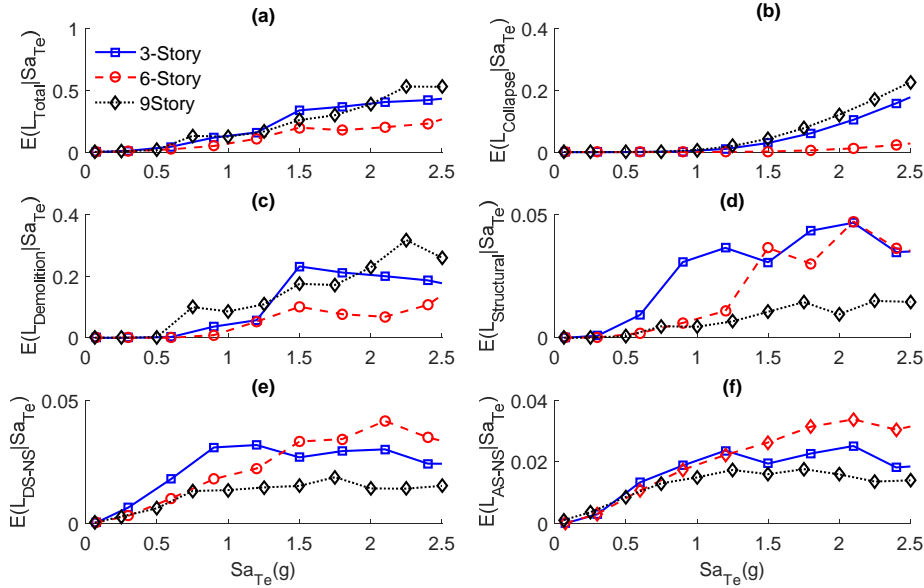 (a)
E(L_Total|Sa_Te)
1
0.5
0
3-Story
6-Story
9Story
0 0.5 1 1.5 2 2.5
(b)
E(L_Collapse|Sa_Te)
0.4
0.2
0
0 0.5 1 1.5 2 2.5
(c)
E(L_Demolition|Sa_Te)
0.4
0.2
0
0 0.5 1 1.5 2 2.5
(d)
E(L_Structural|Sa_Te)
0.05
0
0 0.5 1 1.5 2 2.5
(e)
E(L_DS-NS|Sa_Te)
0.05
0
0 0.5 1 1.5 2 2.5
Sa_Te(g)
(f)
E(L_AS-NS|Sa_Te)
0.04
0.02
0
0 0.5 1 1.5 2 2.5
Sa_Te(g)